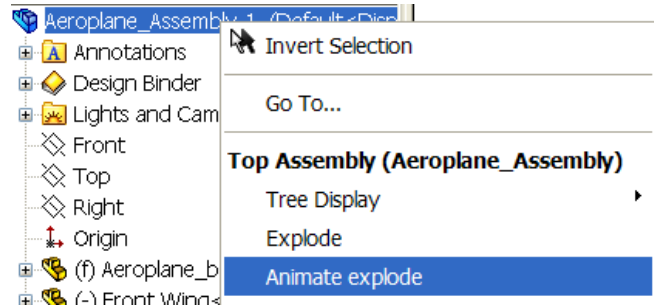 Aeroplane_Assembly_1 (Default<Disp
Annotations
Design Binder
Lights and Cam
Front
Top
Right
Origin
(f) Aeroplane_b
(-) Front Wing<
Invert Selection
Go To...
Top Assembly (Aeroplane_Assembly)
Tree Display
Explode
Animate explode